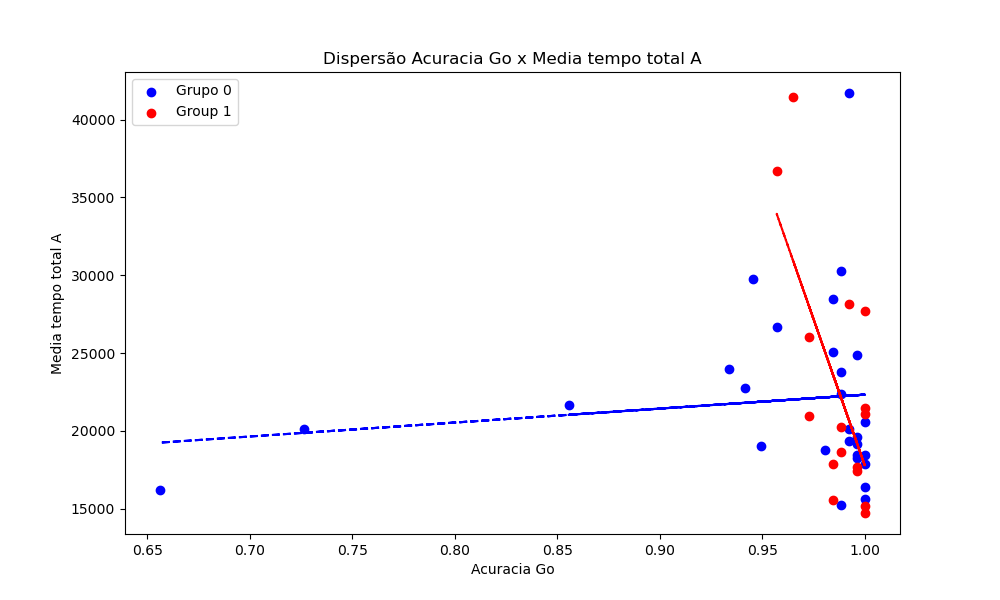 Dispersão Acuracia Go x Media tempo total A
Grupo 0
Group 1
Media tempo total A
40000
35000
30000
25000
20000
15000
0.65
0.70
0.75
0.80
0.85
0.90
0.95
1.00
Acuracia Go